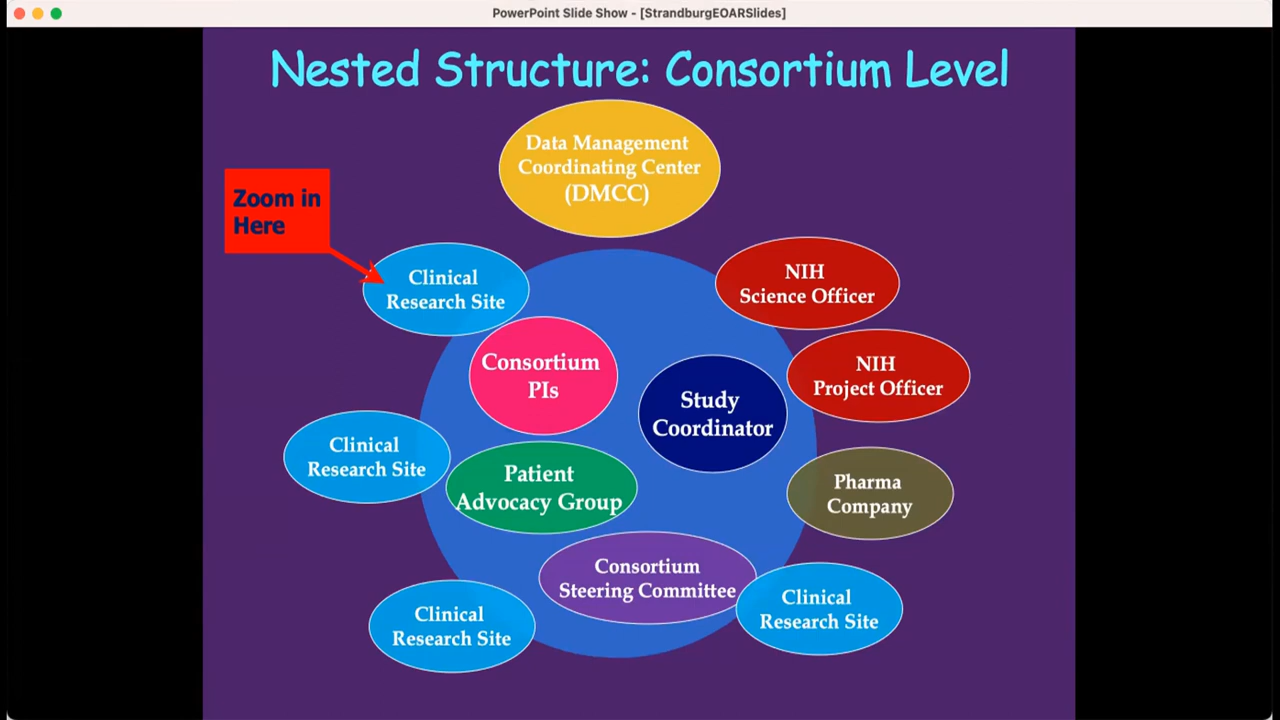 PowerPoint Slide Show - [StrandburgEOARSlides]
Nested Structure: Consortium Level
Data Management
Coordinating Center
(DMCC)
Zoom in
Here
Clinical
Research Site
NIH
Science Officer
Consortium
PIs
Study
Coordinator
NIH
Project Officer
Clinical
Research Site
Patient
Advocacy Group
Pharma
Company
Consortium
Steering Committee
Clinical
Research Site
Clinical
Research Site